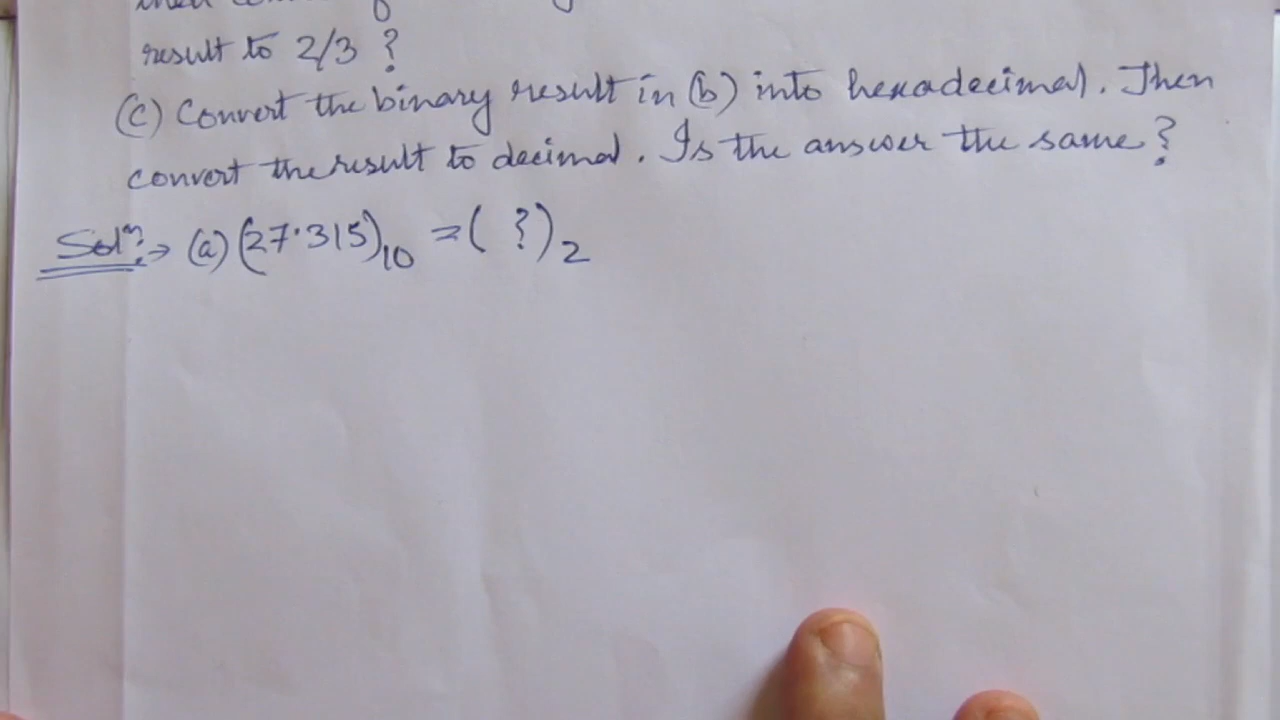 result to 2/3 ?
(c) Convert the binary result in (b) into hexadecimal. Then
convert the result to decimal. Is the answer the same?
Solⁿ:→ (a) (27.315)₁₀ = ( ? )₂